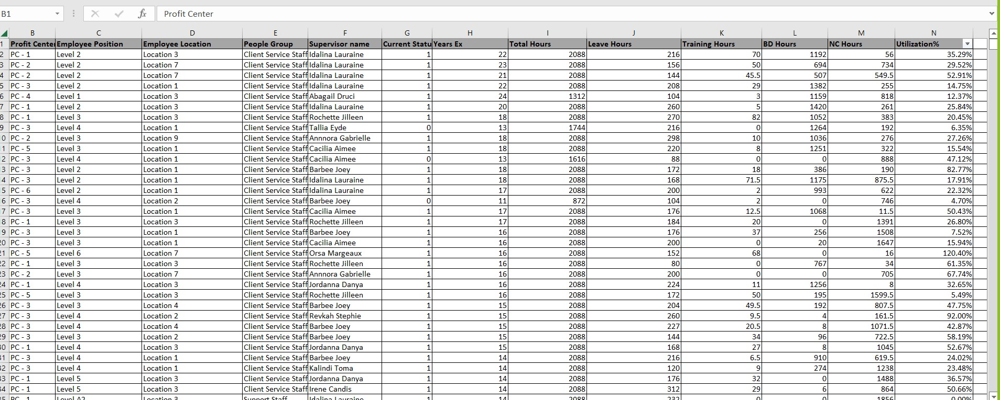 B1 fx Profit Center
B C D E F G H I J K L M N
1 Profit Center Employee Position Employee Location People Group Supervisor name Current Statu Years Ex Total Hours Leave Hours Training Hours BD Hours NC Hours Utilization%
2 PC - 1 Level 2 Location 3 Client Service Staff Idalina Lauraine 1 22 2088 216 70 1192 56 35.29%
3 PC - 2 Level 2 Location 7 Client Service Staff Idalina Lauraine 1 23 2088 156 50 694 734 29.52%
4 PC - 2 Level 2 Location 7 Client Service Staff Idalina Lauraine 1 21 2088 144 45.5 507 549.5 52.91%
5 PC - 3 Level 2 Location 1 Client Service Staff Idalina Lauraine 1 22 2088 208 29 1382 255 14.75%
6 PC - 4 Level 1 Location 3 Client Service Staff Abagail Druci 1 24 1312 104 3 1159 818 12.37%
7 PC - 1 Level 2 Location 3 Client Service Staff Idalina Lauraine 1 20 2088 260 5 1420 261 25.84%
8 PC - 1 Level 3 Location 3 Client Service Staff Rochette Jilleen 1 18 2088 270 82 1052 383 20.45%
9 PC - 3 Level 4 Location 1 Client Service Staff Tallia Eyde 0 13 1744 216 0 1264 192 6.35%
0 PC - 2 Level 3 Location 9 Client Service Staff Annnora Gabrielle 1 18 2088 298 10 1036 276 27.26%
1 PC - 5 Level 3 Location 1 Client Service Staff Cacilia Aimee 1 18 2088 220 8 1251 322 15.54%
2 PC - 3 Level 4 Location 1 Client Service Staff Cacilia Aimee 0 13 1616 88 0 0 888 47.12%
3 PC - 3 Level 2 Location 1 Client Service Staff Barbee Joey 1 18 2088 172 18 386 190 82.77%
4 PC - 3 Level 2 Location 1 Client Service Staff Idalina Lauraine 1 18 2088 168 71.5 1175 875.5 17.91%
5 PC - 6 Level 2 Location 1 Client Service Staff Idalina Lauraine 1 17 2088 200 2 993 622 22.32%
6 PC - 3 Level 4 Location 2 Client Service Staff Barbee Joey 0 11 872 104 2 0 746 4.70%
7 PC - 3 Level 3 Location 1 Client Service Staff Cacilia Aimee 1 17 2088 176 12.5 1068 11.5 50.43%
8 PC - 1 Level 3 Location 3 Client Service Staff Rochette Jilleen 1 17 2088 184 20 0 1391 26.80%
9 PC - 3 Level 3 Location 1 Client Service Staff Barbee Joey 1 16 2088 176 37 256 1508 7.52%
20 PC - 3 Level 3 Location 1 Client Service Staff Cacilia Aimee 1 16 2088 200 0 20 1647 15.94%
21 PC - 5 Level 6 Location 7 Client Service Staff Orsa Margeaux 1 16 2088 152 68 0 16 120.40%
22 PC - 1 Level 3 Location 3 Client Service Staff Rochette Jilleen 1 16 2088 80 0 767 34 61.35%
23 PC - 2 Level 3 Location 7 Client Service Staff Annnora Gabrielle 1 16 2088 200 0 0 705 67.74%
24 PC - 1 Level 4 Location 3 Client Service Staff Jordanna Danya 1 16 2088 224 11 1256 8 32.65%
25 PC - 5 Level 3 Location 3 Client Service Staff Rochette Jilleen 1 16 2088 172 50 195 1599.5 5.49%
26 PC - 3 Level 3 Location 4 Client Service Staff Barbee Joey 1 15 2088 204 49.5 192 807.5 47.75%
27 PC - 3 Level 4 Location 2 Client Service Staff Revkah Stephie 1 15 2088 260 9.5 4 161.5 92.00%
28 PC - 3 Level 4 Location 4 Client Service Staff Barbee Joey 1 15 2088 227 20.5 8 1071.5 42.87%
29 PC - 3 Level 3 Location 2 Client Service Staff Barbee Joey 1 15 2088 144 34 96 722.5 58.19%
30 PC - 1 Level 4 Location 3 Client Service Staff Jordanna Danya 1 15 2088 168 27 8 1045 52.67%
31 PC - 3 Level 4 Location 1 Client Service Staff Barbee Joey 1 14 2088 216 6.5 910 619.5 24.02%
32 PC - 3 Level 4 Location 1 Client Service Staff Kalindi Toma 1 14 2088 120 9 274 1238 23.48%
33 PC - 1 Level 5 Location 3 Client Service Staff Jordanna Danya 1 14 2088 176 32 0 1488 36.57%
34 PC - 1 Level 5 Location 3 Client Service Staff Irene Candis 1 14 2088 312 29 6 864 50.66%
35 PC - 1 Level A2 Location 3 Support Staff Idalina Lauraine 1 14 2088 232 0 0 1856 0.00%